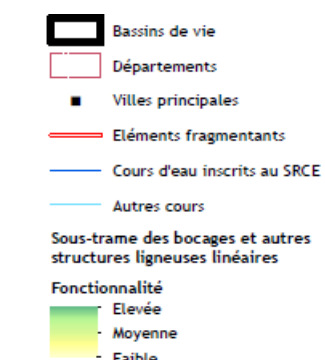 Bassins de vie
Départements
Villes principales
Eléments fragmentants
Cours d'eau inscrits au SRCE
Autres cours
Sous-trame des bocages et autres
structures ligneuses linéaires
Fonctionnalité
Elevée
Moyenne
Faible